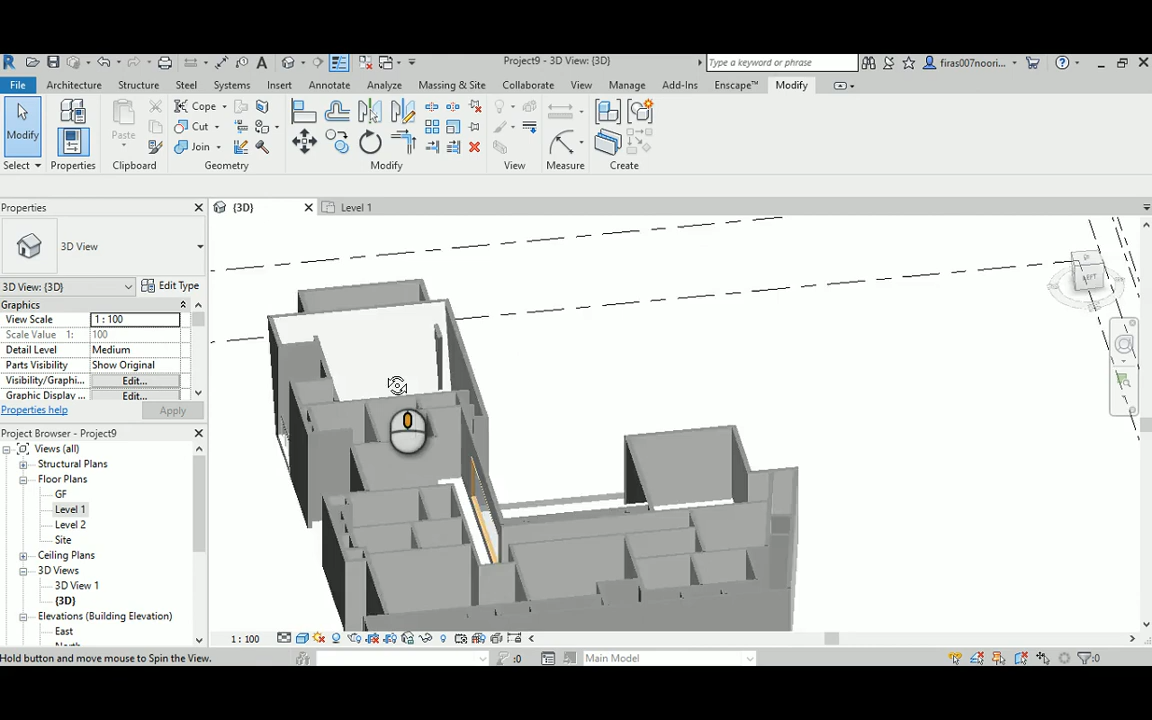 Project9 - 3D View: {3D}
Type a keyword or phrase
firas007noori...
File
Architecture
Structure
Steel
Systems
Insert
Annotate
Analyze
Massing & Site
Collaborate
View
Manage
Add-Ins
Enscape™
Modify
Modify
Paste
Cope
Cut
Join
Select
Properties
Clipboard
Geometry
Modify
View
Measure
Create
Properties
{3D}
Level 1
3D View
3D View: {3D}
Edit Type
Graphics
View Scale
1 : 100
Scale Value 1:
100
Detail Level
Medium
Parts Visibility
Show Original
Visibility/Graphi...
Edit...
Graphic Display ...
Edit...
Properties help
Apply
Project Browser - Project9
Views (all)
Structural Plans
Floor Plans
GF
Level 1
Level 2
Site
Ceiling Plans
3D Views
3D View 1
{3D}
Elevations (Building Elevation)
East
LEFT
1 : 100
Hold button and move mouse to Spin the View.
:0
Main Model
:0